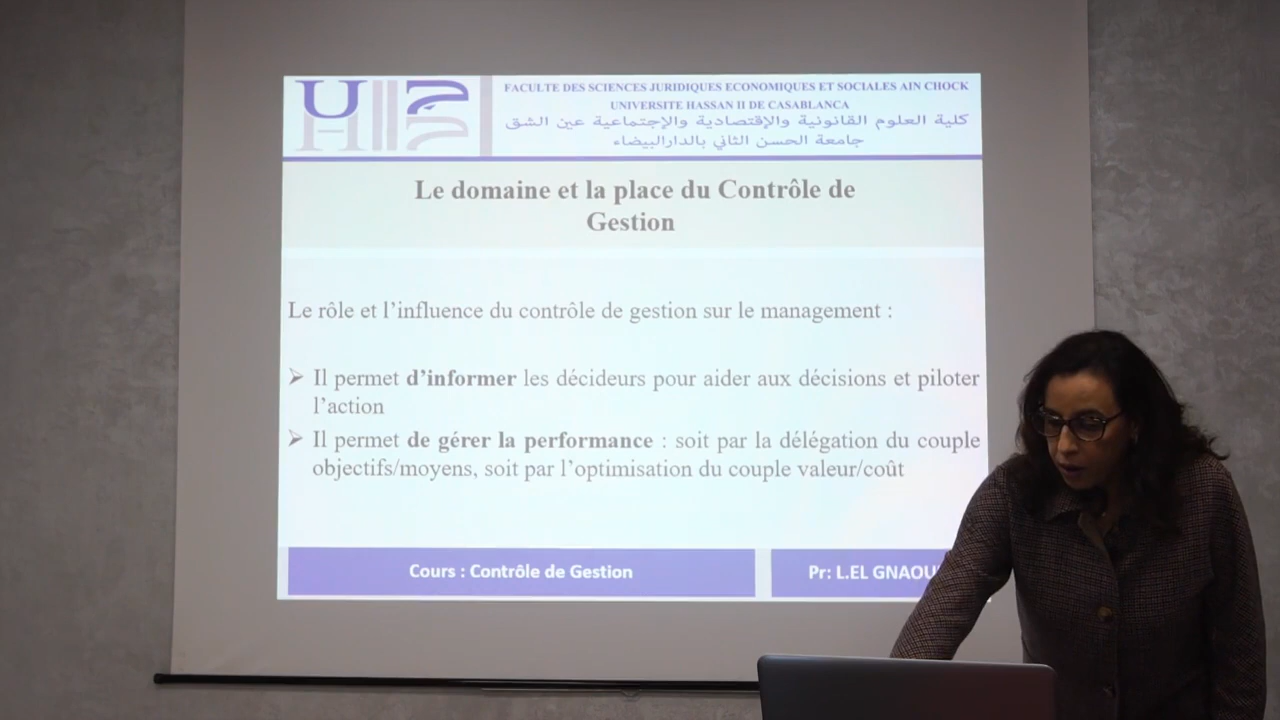 FACULTE DES SCIENCES JURIDIQUES ECONOMIQUES ET SOCIALES AIN CHOCK
UNIVERSITE HASSAN II DE CASABLANCA
كلية العلوم القانونية والإقتصادية والإجتماعية عين الشق
جامعة الحسن الثاني بالدارالبيضاء
Le domaine et la place du Contrôle de
Gestion
Le rôle et l’influence du contrôle de gestion sur le management :
➢ Il permet d’informer les décideurs pour aider aux décisions et piloter
l’action
➢ Il permet de gérer la performance : soit par la délégation du couple
objectifs/moyens, soit par l’optimisation du couple valeur/coût
Cours : Contrôle de Gestion
Pr: L.EL